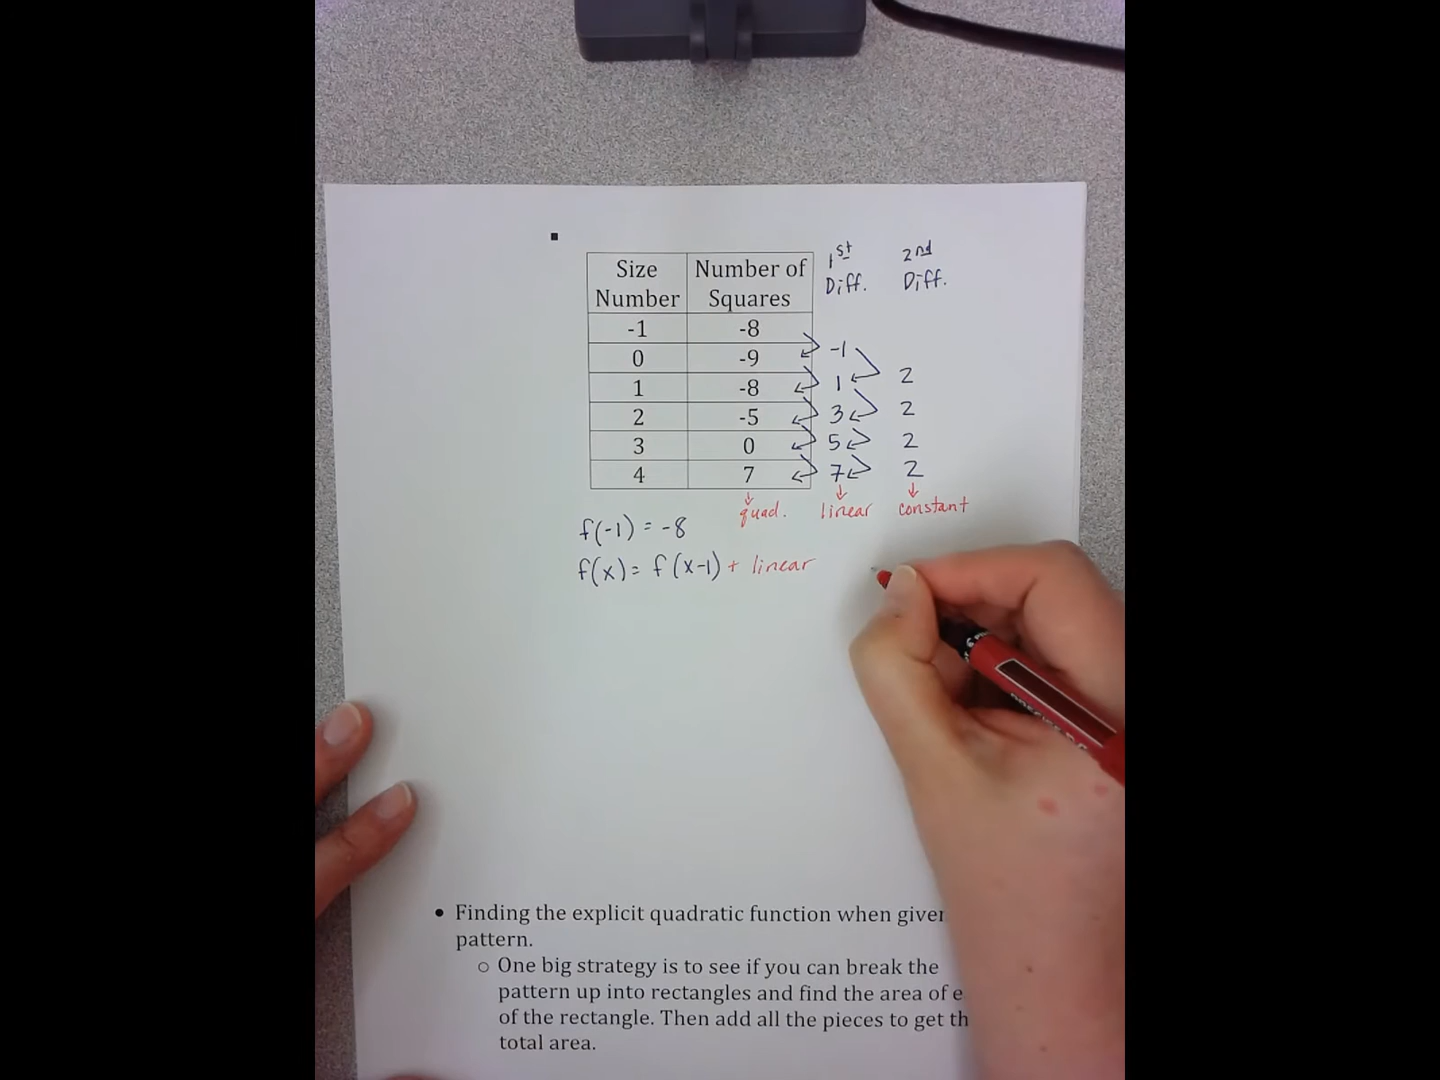 1st 2nd
Diff. Diff.
Size Number of
Number Squares
-1 -8
-1
0 -9
2
1 -8 1
2 -5 3 2
3 0 5 2
4 7 7 2
quad. linear constant
f(-1) = -8
f(x) = f(x-1) + linear
• Finding the explicit quadratic function when given
pattern.
o One big strategy is to see if you can break the
pattern up into rectangles and find the area of e
of the rectangle. Then add all the pieces to get th
total area.